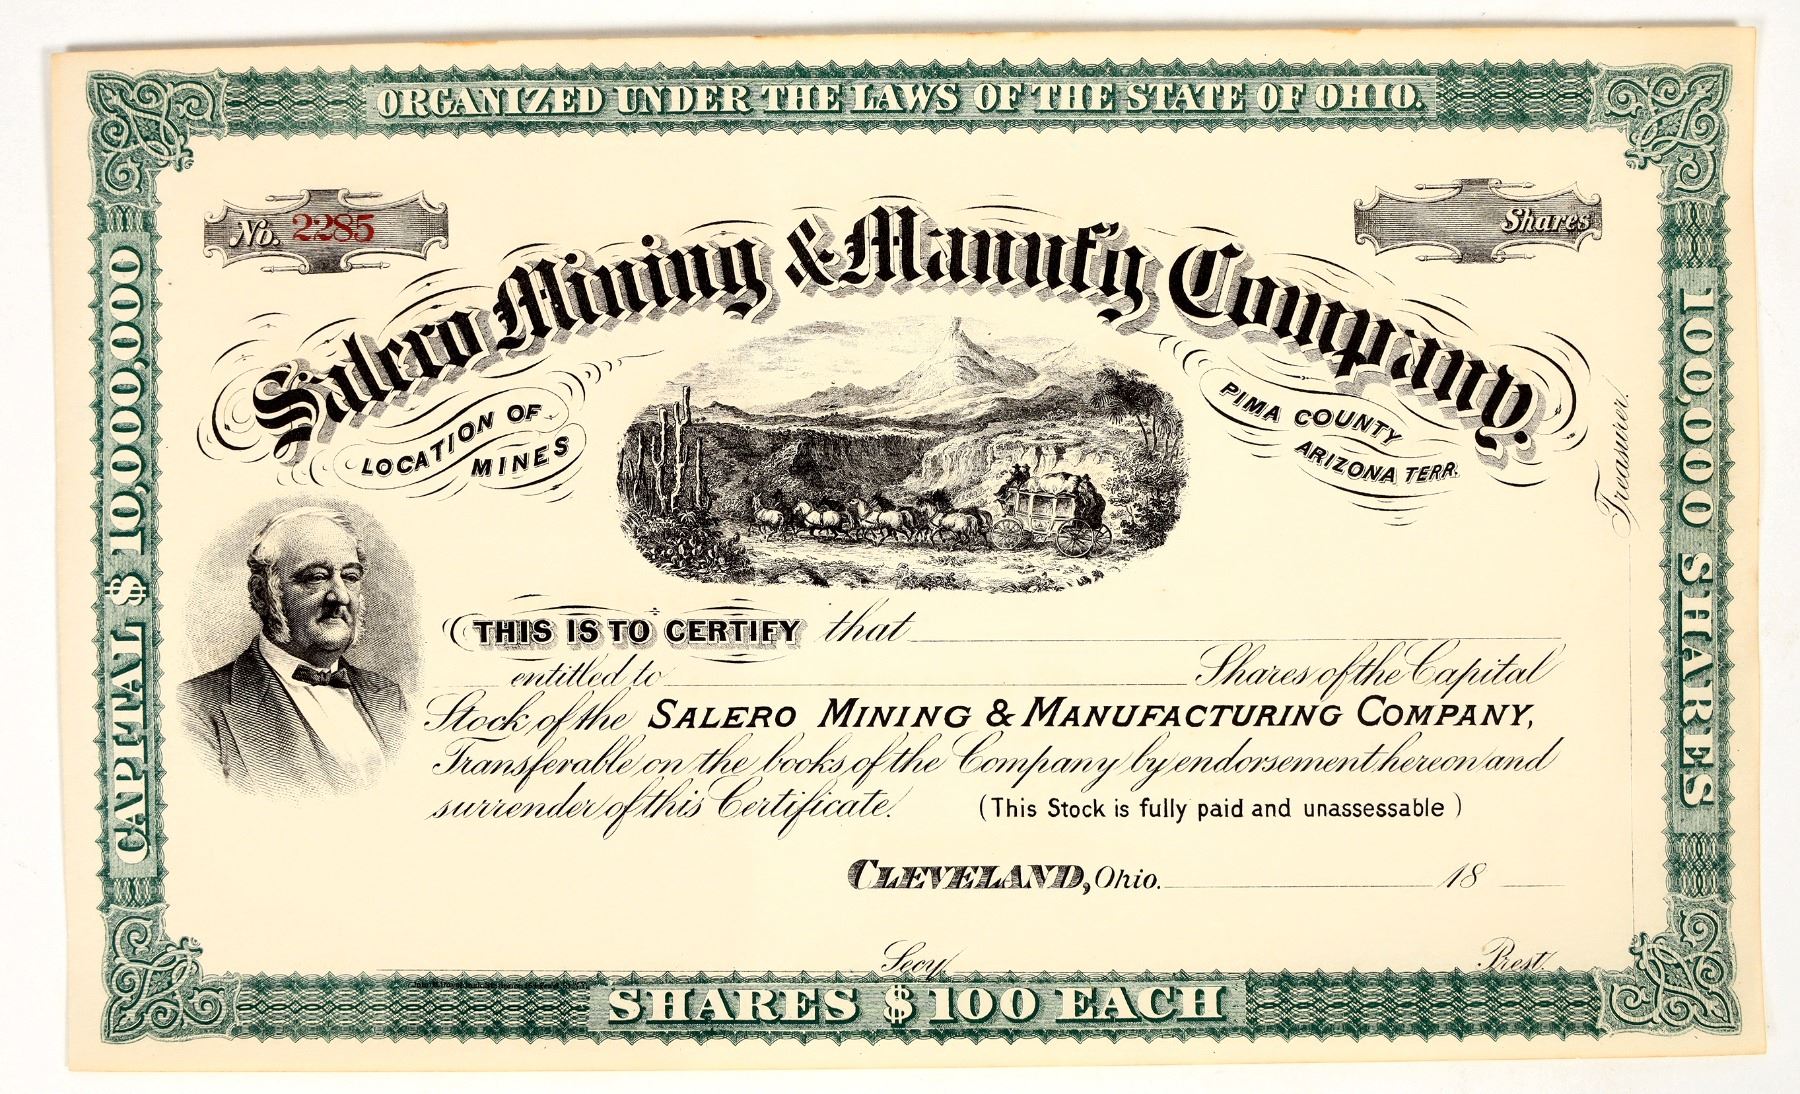 ORGANIZED UNDER THE LAWS OF THE STATE OF OHIO.
No. 2285
Shares
Salero Mining & Manuf'g Company.
LOCATION OF
MINES
PIMA COUNTY
ARIZONA TERR.
CAPITAL $10,000,000
100,000 SHARES
Treasurer.
THIS IS TO CERTIFY that
entitled to Shares of the Capital
Stock of the SALERO MINING & MANUFACTURING COMPANY,
Transferable on the books of the Company by endorsement hereon and
surrender of this Certificate. (This Stock is fully paid and unassessable)
CLEVELAND, Ohio. 18
Secy. Prest.
SHARES $100 EACH